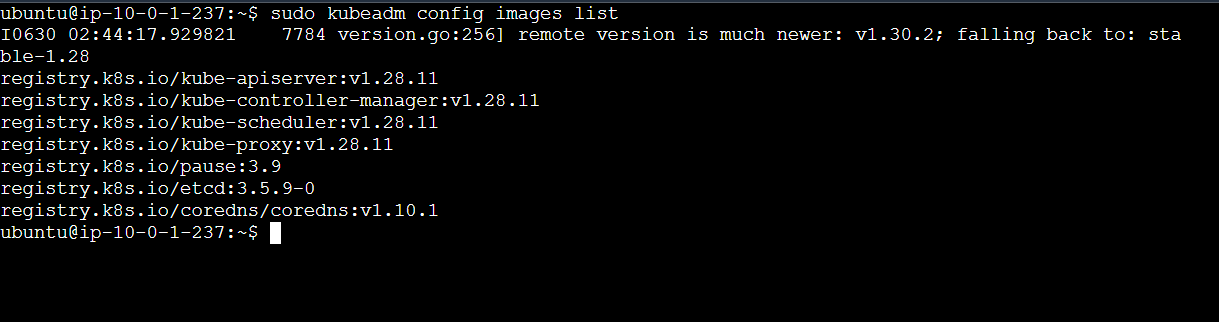 ubuntu@ip-10-0-1-237:~$ sudo kubeadm config images list
I0630 02:44:17.929821    7784 version.go:256] remote version is much newer: v1.30.2; falling back to: sta
ble-1.28
registry.k8s.io/kube-apiserver:v1.28.11
registry.k8s.io/kube-controller-manager:v1.28.11
registry.k8s.io/kube-scheduler:v1.28.11
registry.k8s.io/kube-proxy:v1.28.11
registry.k8s.io/pause:3.9
registry.k8s.io/etcd:3.5.9-0
registry.k8s.io/coredns/coredns:v1.10.1
ubuntu@ip-10-0-1-237:~$